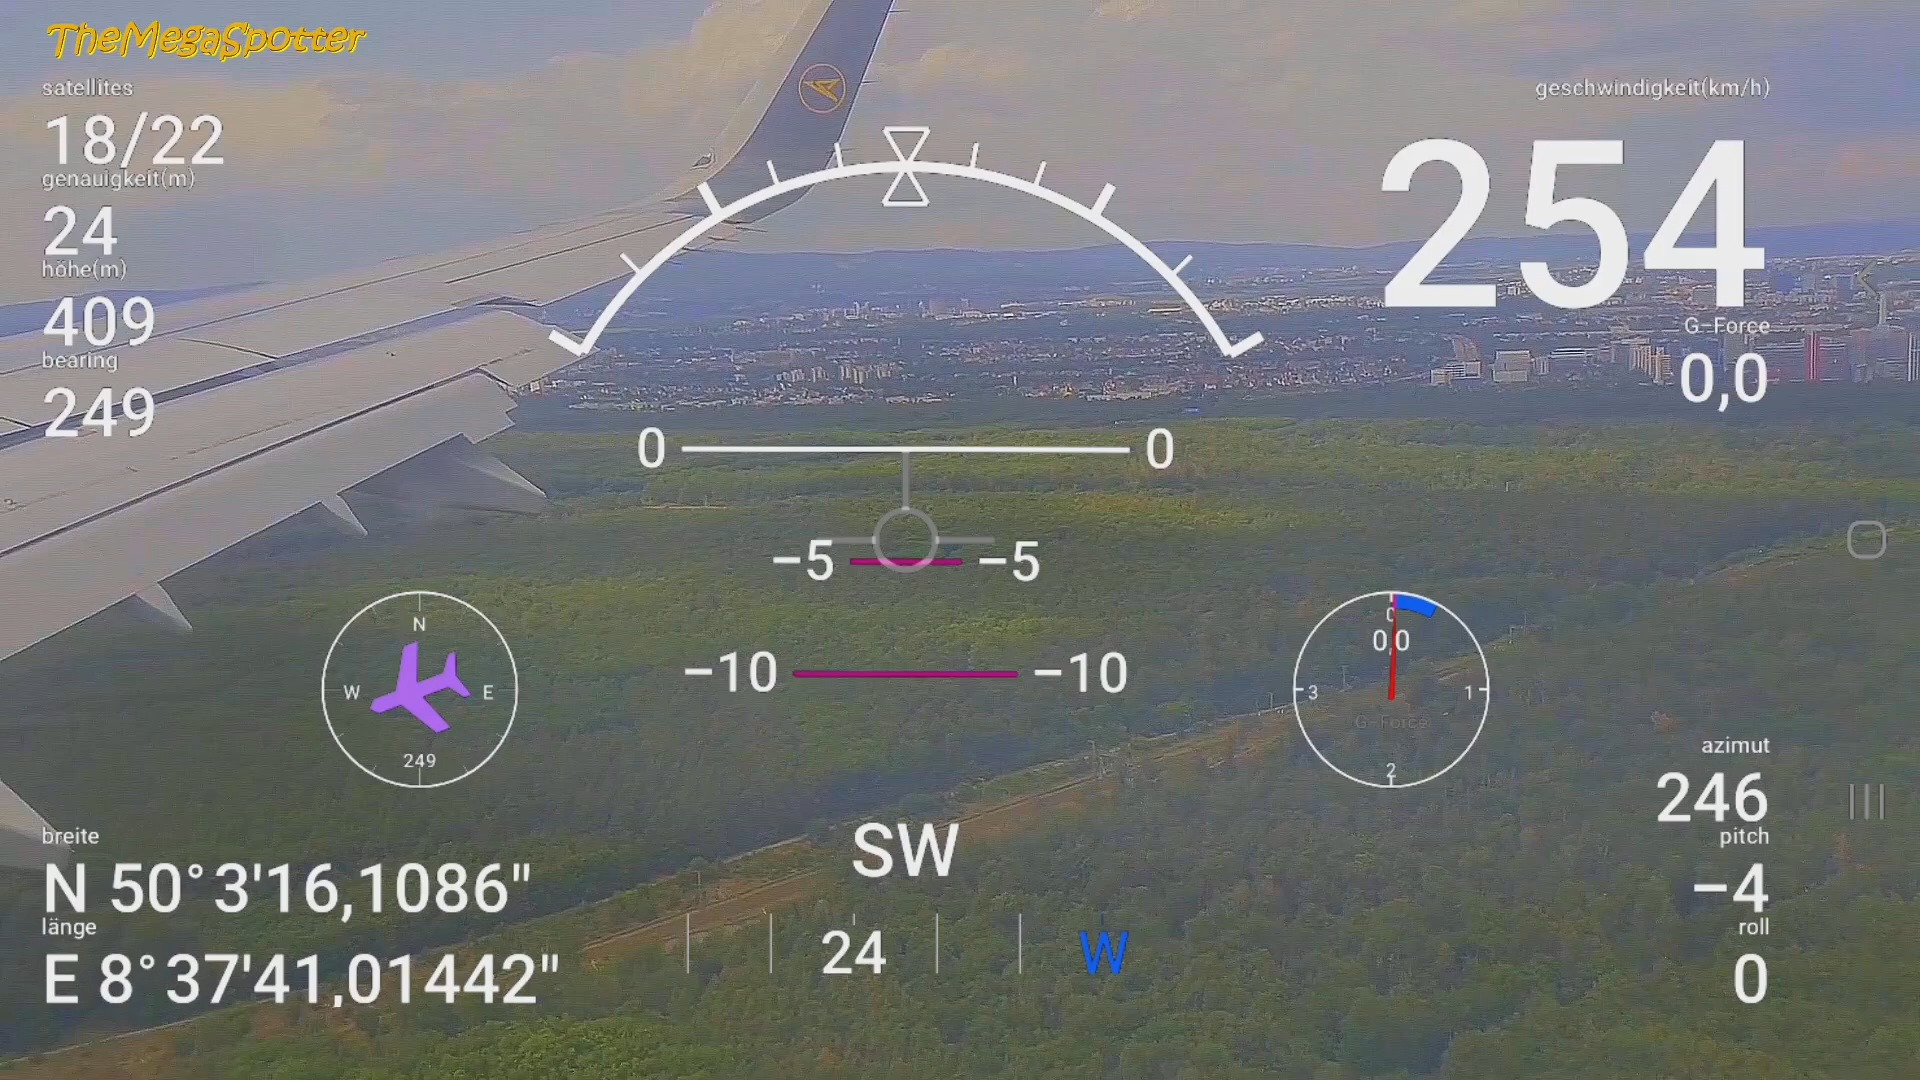 TheMegaSpotter
satellites
18/22
genauigkeit(m)
24
höhe(m)
409
bearing
249
geschwindigkeit(km/h)
254
G-Force
0,0
0 0
-5 -5
-10 -10
N
W E
249
0
0,0
3 1
G-Force
2
azimut
246
pitch
-4
roll
0
breite
N 50°3'16,1086"
länge
E 8°37'41,01442"
SW
24 W